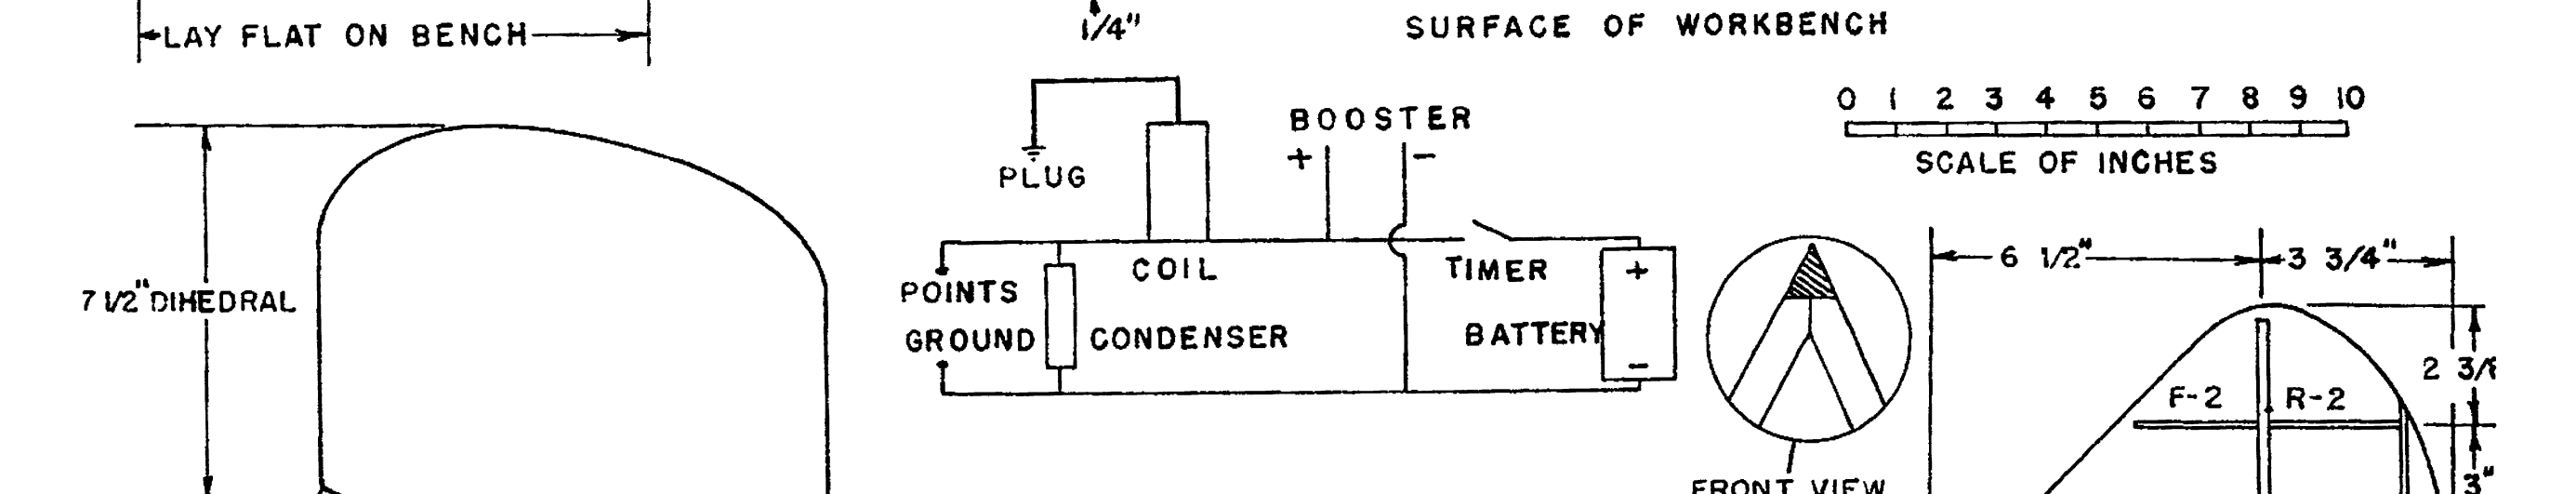 LAY FLAT ON BENCH
1/4"
SURFACE OF WORKBENCH
0 1 2 3 4 5 6 7 8 9 10
SCALE OF INCHES
BOOSTER
+ -
PLUG
COIL
TIMER
+
POINTS
GROUND
CONDENSER
BATTERY
-
7 1/2" DIHEDRAL
6 1/2"
3 3/4"
F-2
R-2
3"
FRONT VIEW